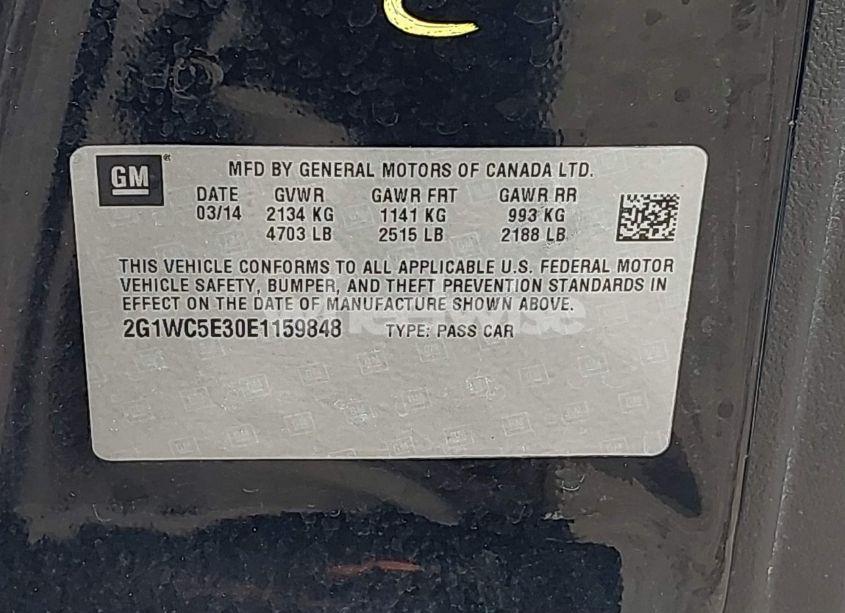 GM
MFD BY GENERAL MOTORS OF CANADA LTD.
DATE GVWR GAWR FRT GAWR RR
03/14 2134 KG 1141 KG 993 KG
4703 LB 2515 LB 2188 LB
THIS VEHICLE CONFORMS TO ALL APPLICABLE U.S. FEDERAL MOTOR
VEHICLE SAFETY, BUMPER, AND THEFT PREVENTION STANDARDS IN
EFFECT ON THE DATE OF MANUFACTURE SHOWN ABOVE.
2G1WC5E30E1159848 TYPE: PASS CAR